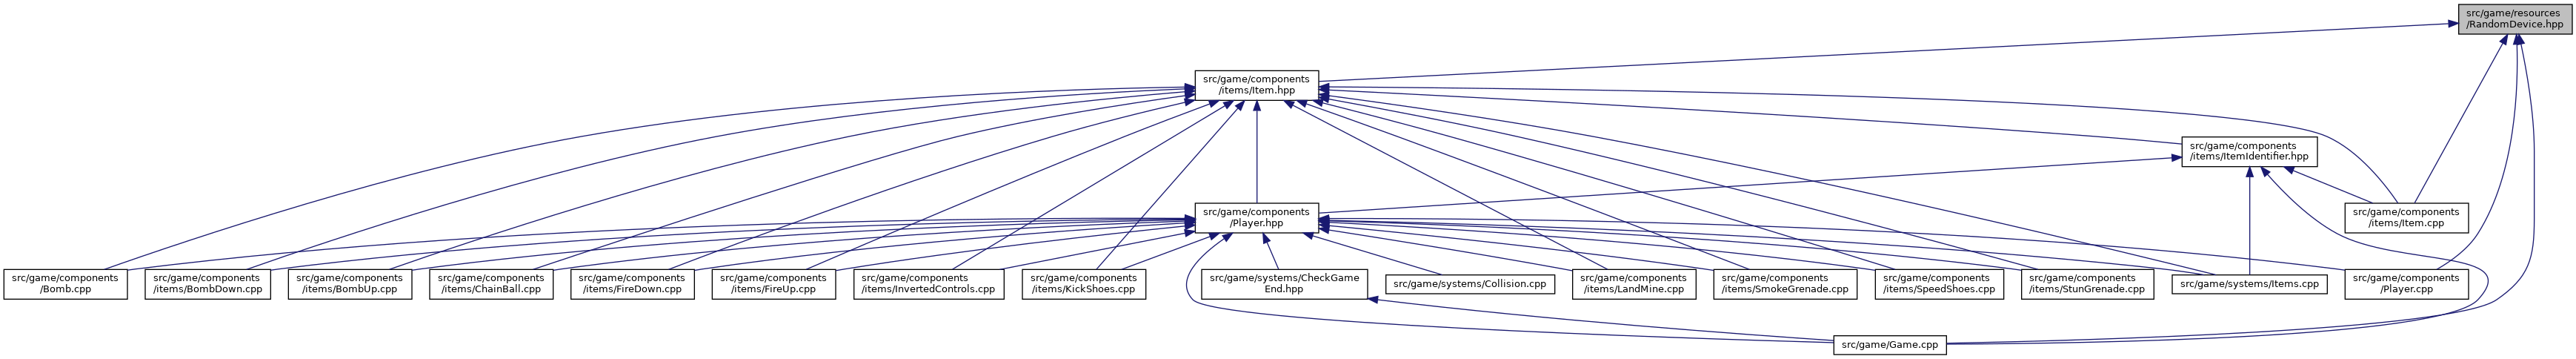 src/game/resources
/RandomDevice.hpp
src/game/components
/items/Item.hpp
src/game/components
/items/ItemIdentifier.hpp
src/game/components
/Player.hpp
src/game/components
/items/Item.cpp
src/game/components
/Bomb.cpp
src/game/components
/items/BombDown.cpp
src/game/components
/items/BombUp.cpp
src/game/components
/items/ChainBall.cpp
src/game/components
/items/FireDown.cpp
src/game/components
/items/FireUp.cpp
src/game/components
/items/InvertedControls.cpp
src/game/components
/items/KickShoes.cpp
src/game/systems/CheckGame
End.hpp
src/game/systems/Collision.cpp
src/game/components
/items/LandMine.cpp
src/game/components
/items/SmokeGrenade.cpp
src/game/components
/items/SpeedShoes.cpp
src/game/components
/items/StunGrenade.cpp
src/game/systems/Items.cpp
src/game/components
/Player.cpp
src/game/Game.cpp